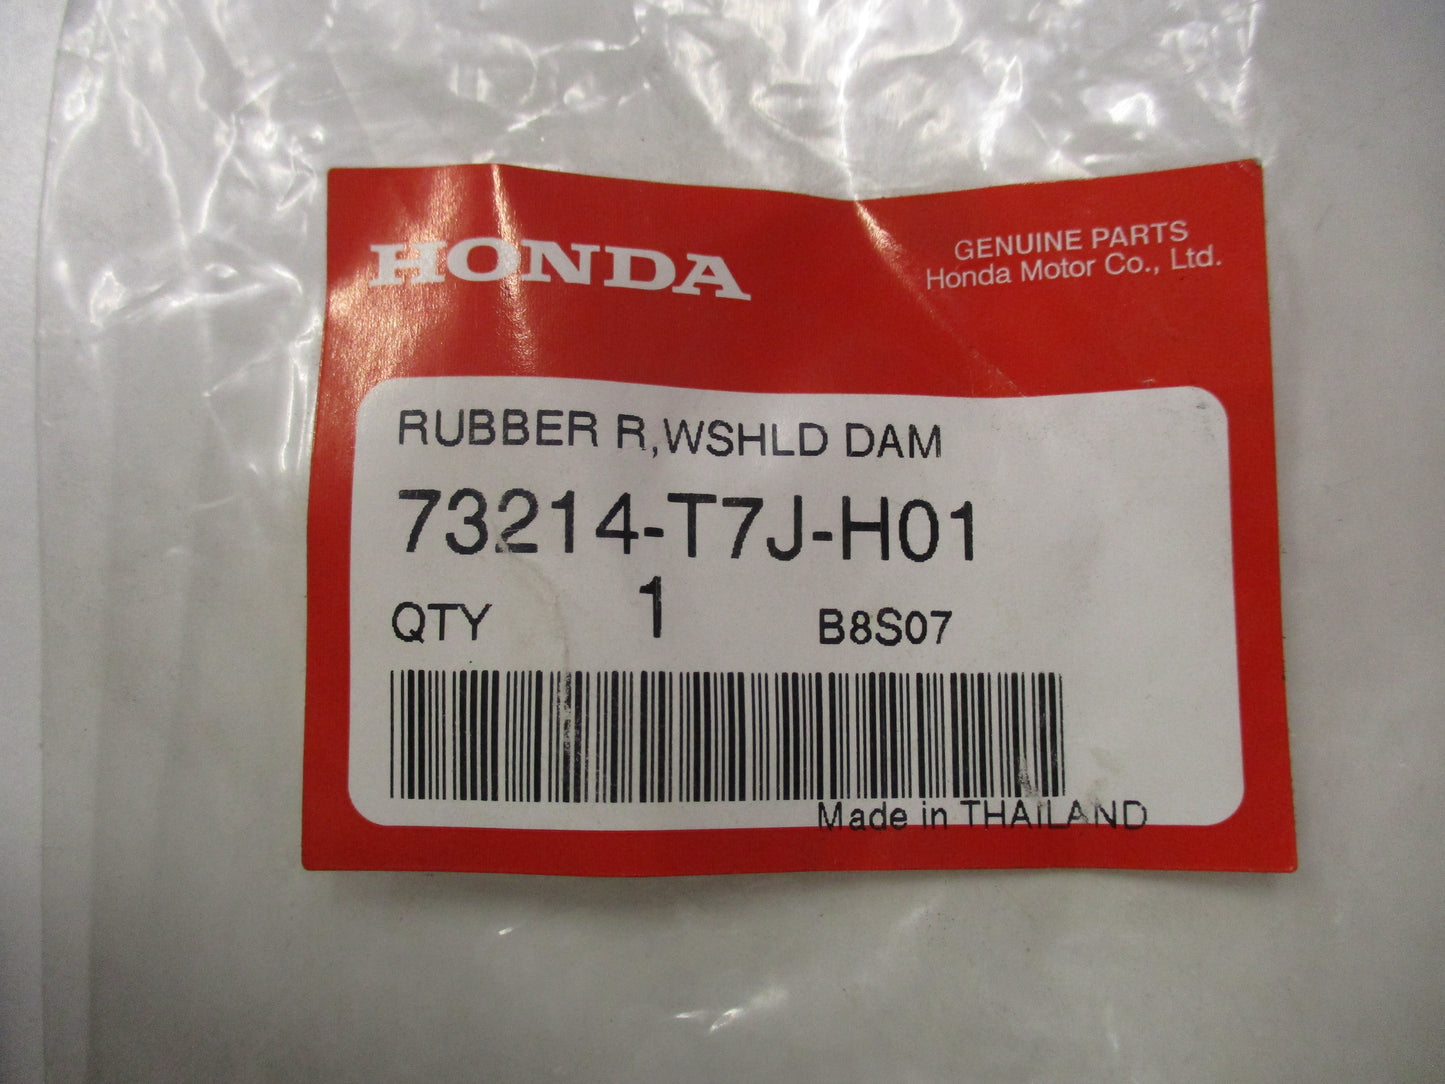 HONDA
GENUINE PARTS
Honda Motor Co., Ltd.
RUBBER R,WSHLD DAM
73214-T7J-H01
QTY 1 B8S07
Made in THAILAND